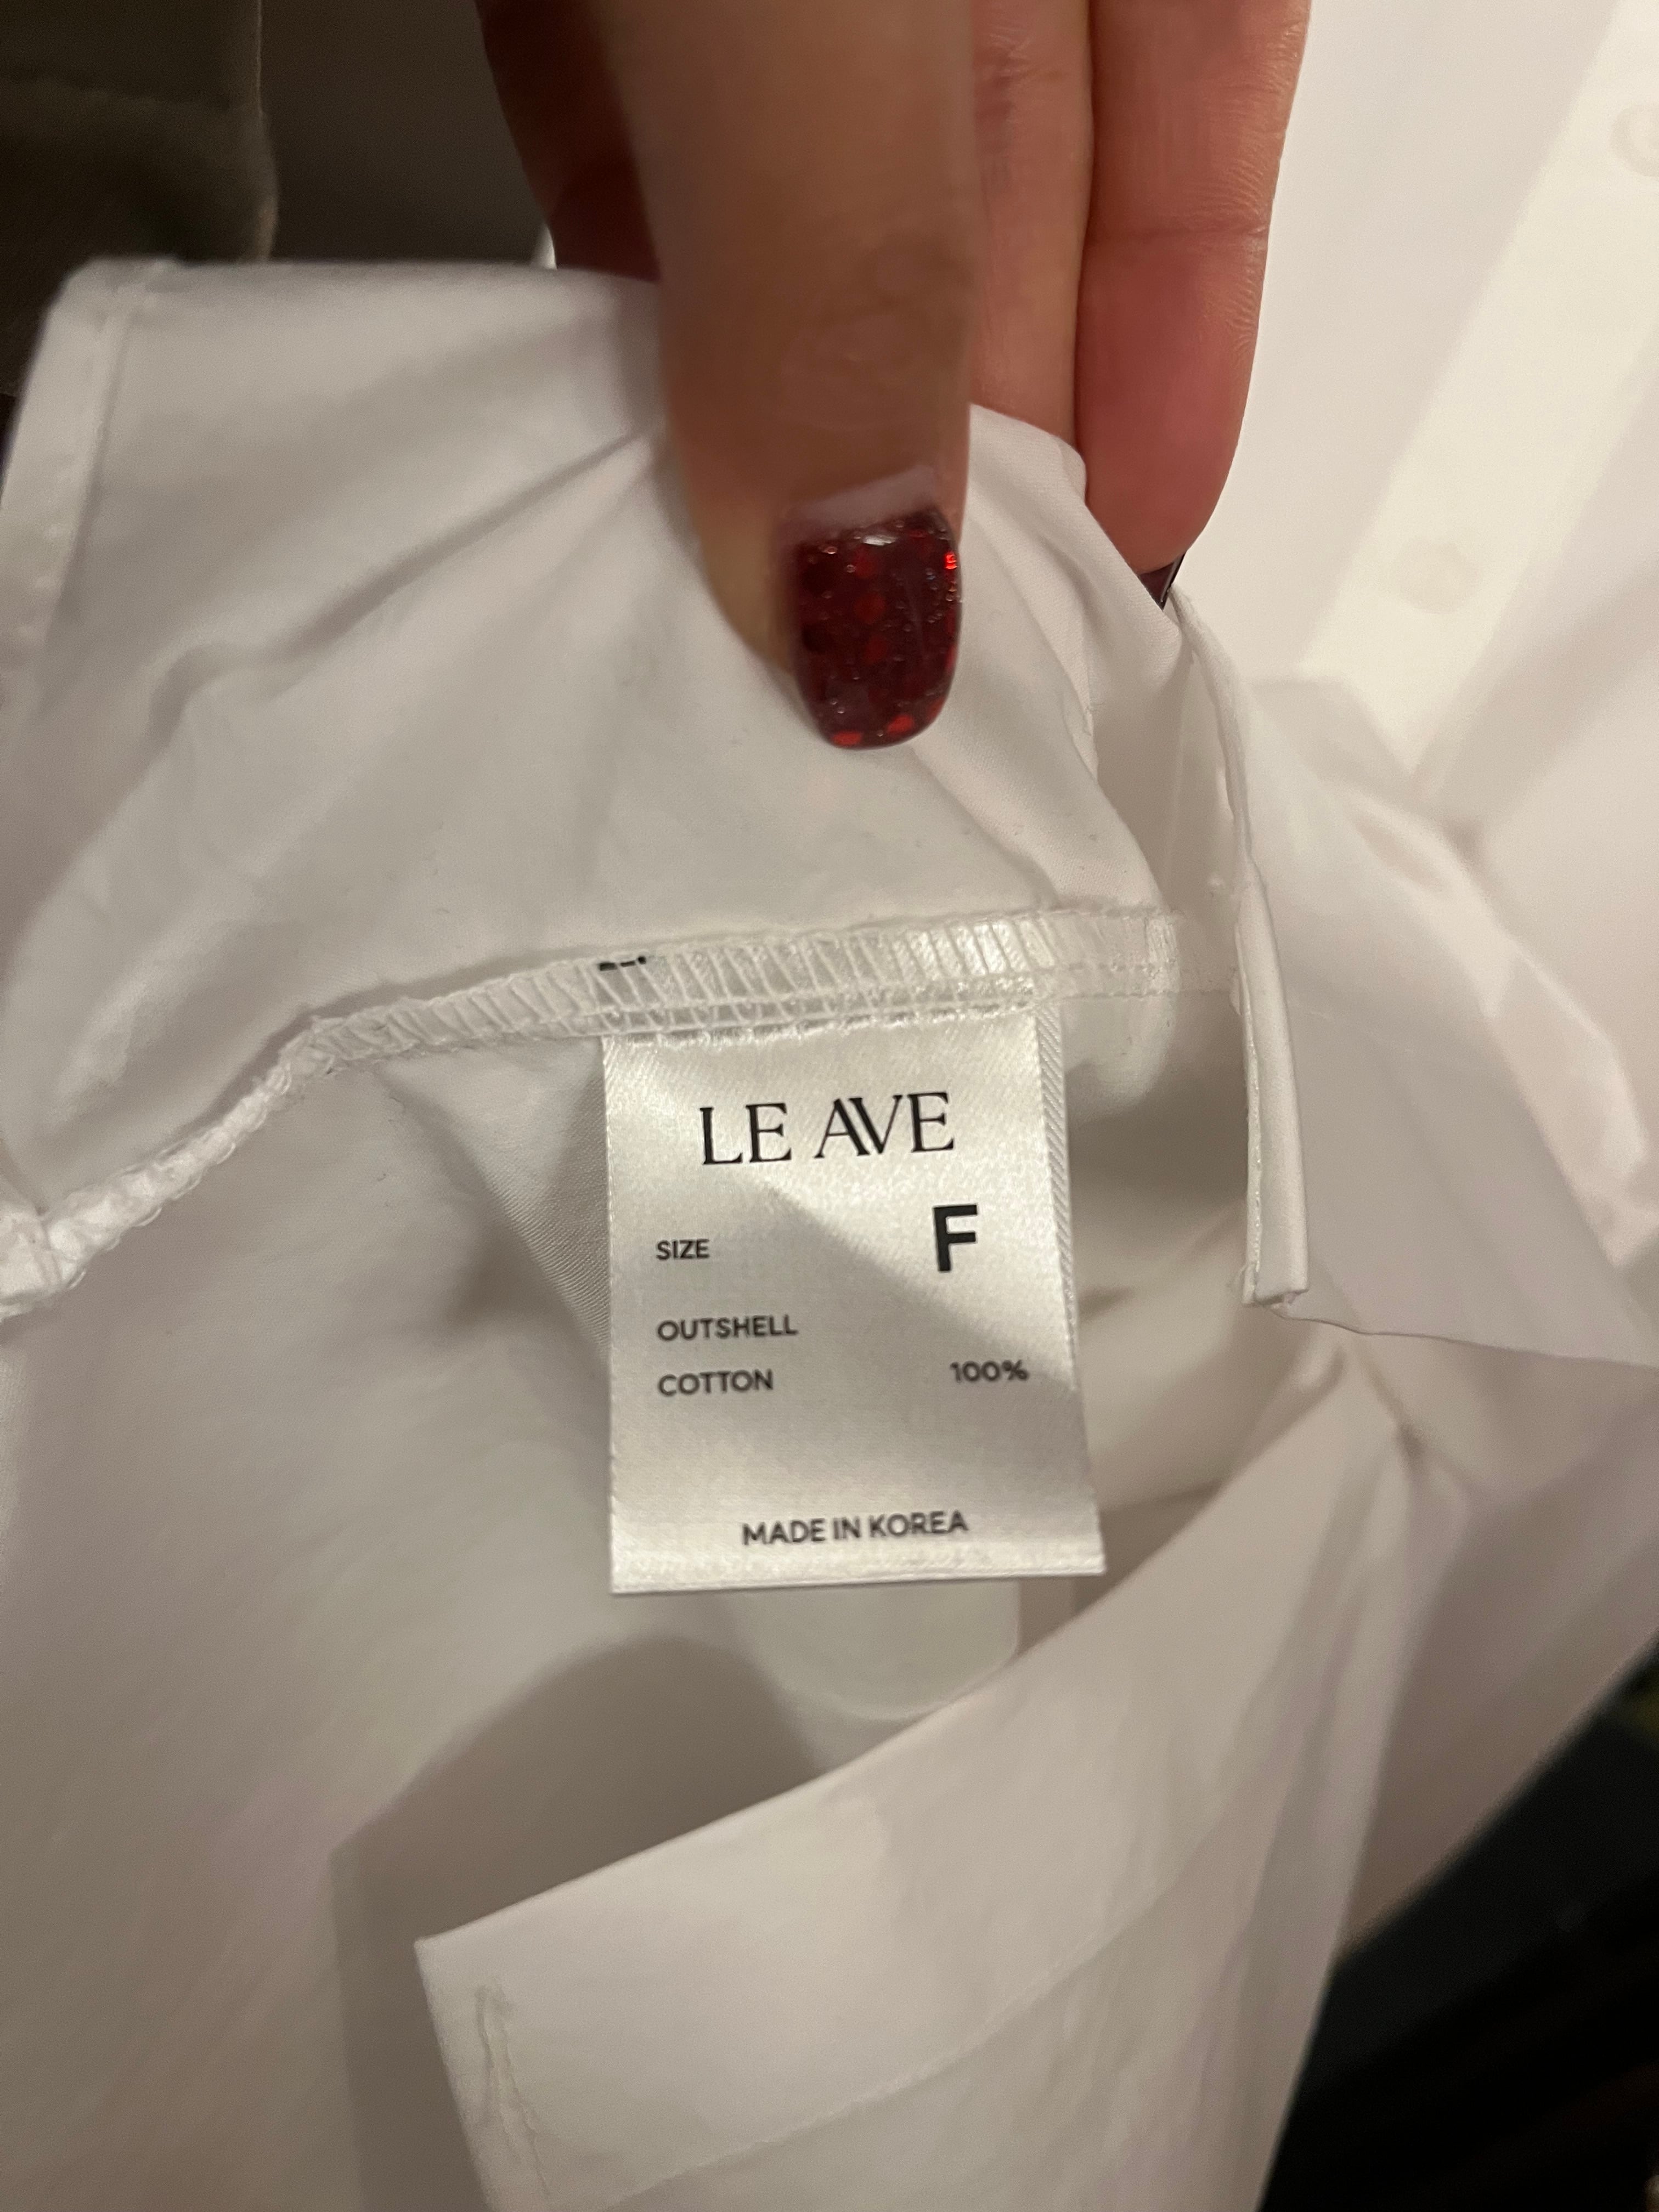 LE AVE
SIZE F
OUTSHELL
COTTON 100%
MADE IN KOREA